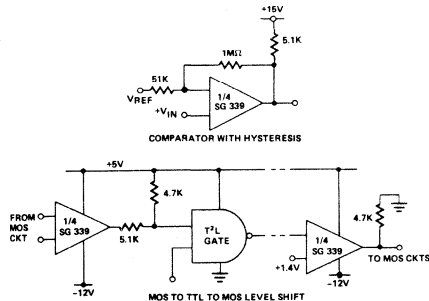 +15V
5.1K
1MΩ
51K
VREF
1/4
SG 339
+VIN
COMPARATOR WITH HYSTERESIS
+5V
4.7K
4.7K
FROM
MOS
CKT
1/4
SG 339
5.1K
T²L
GATE
1/4
SG 339
+1.4V
TO MOS CKTS
-12V
-12V
MOS TO TTL TO MOS LEVEL SHIFT